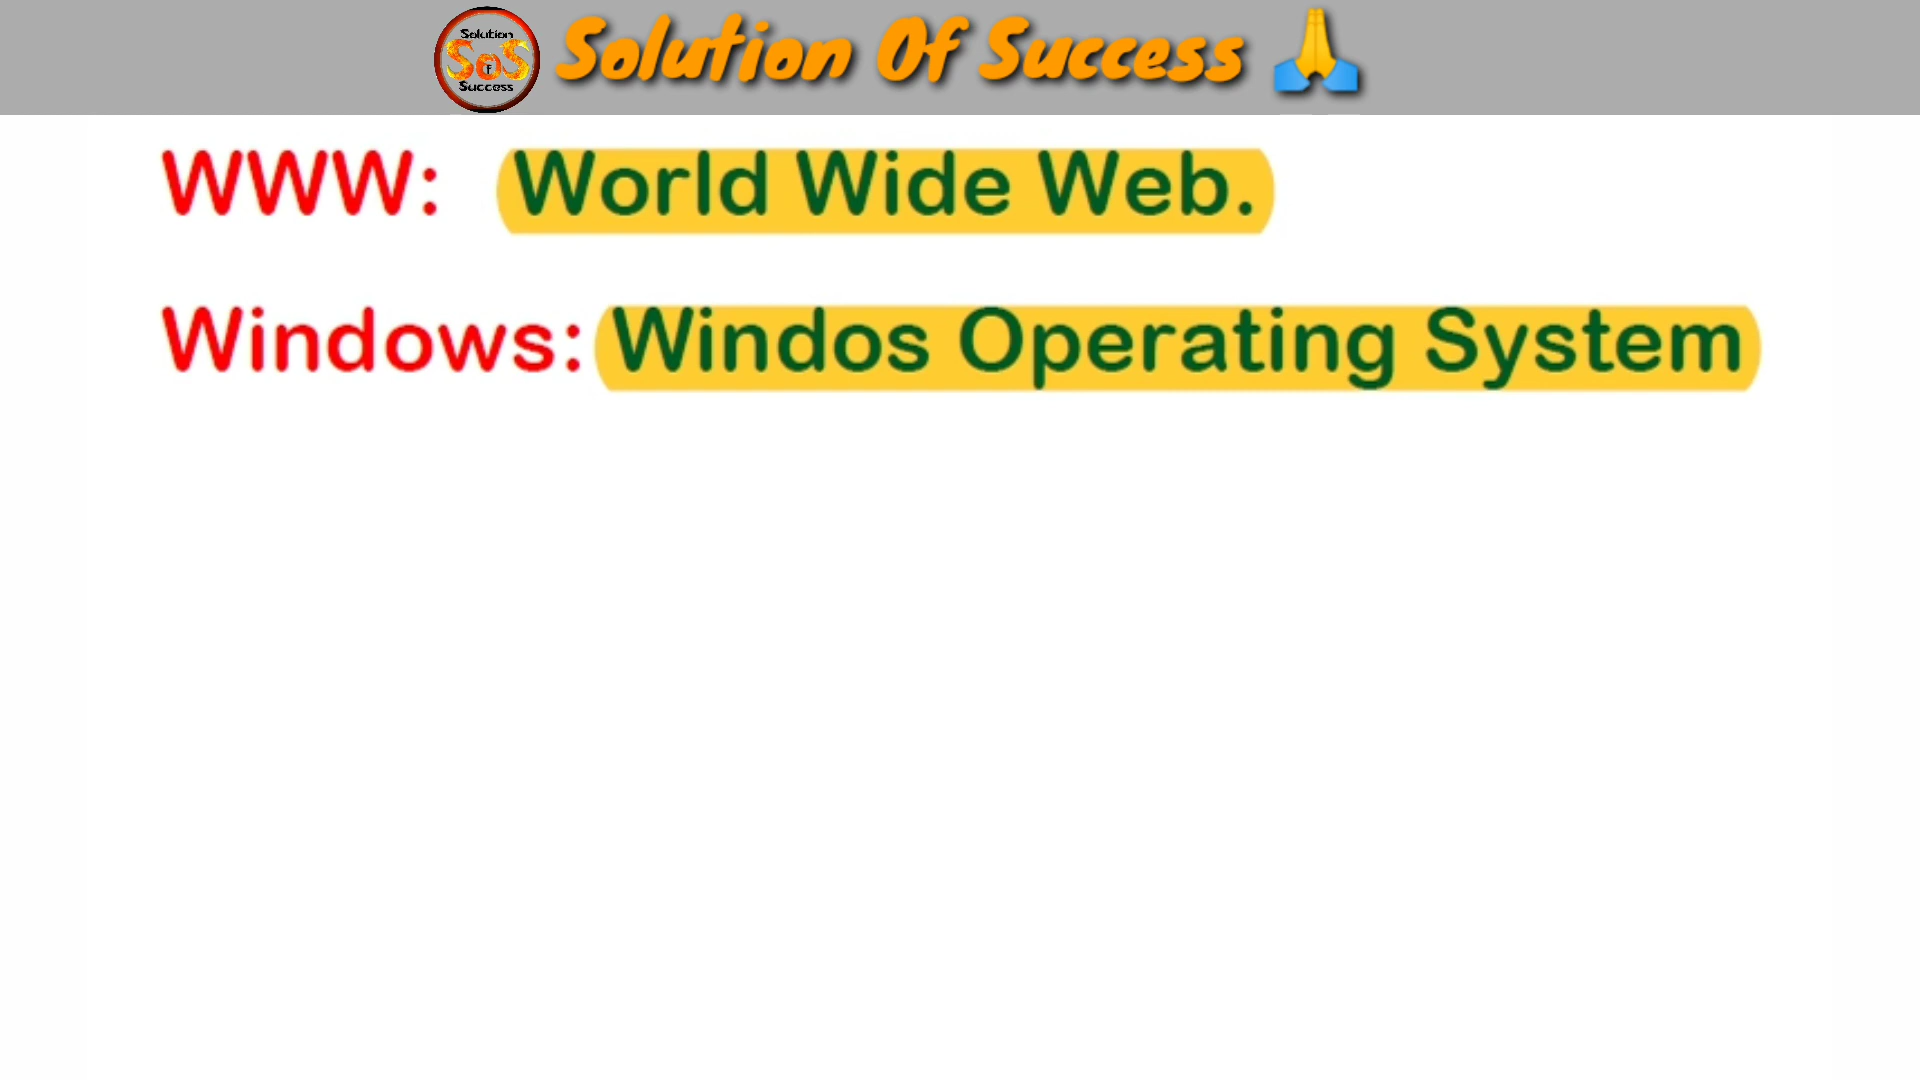 Solution
SoS
f
Success
Solution Of Success 🙏
WWW: World Wide Web.
Windows: Windos Operating System